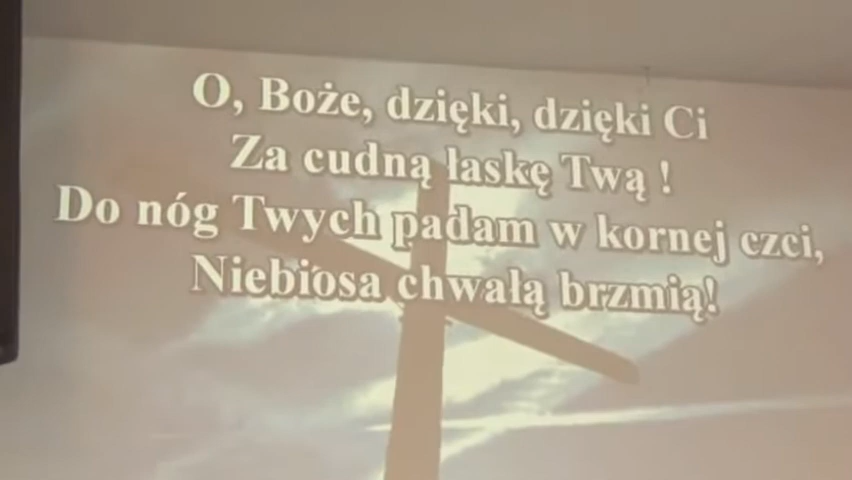 O, Boże, dzięki, dzięki Ci
Za cudną łaskę Twą !
Do nóg Twych padam w kornej czci,
Niebiosa chwałą brzmią!